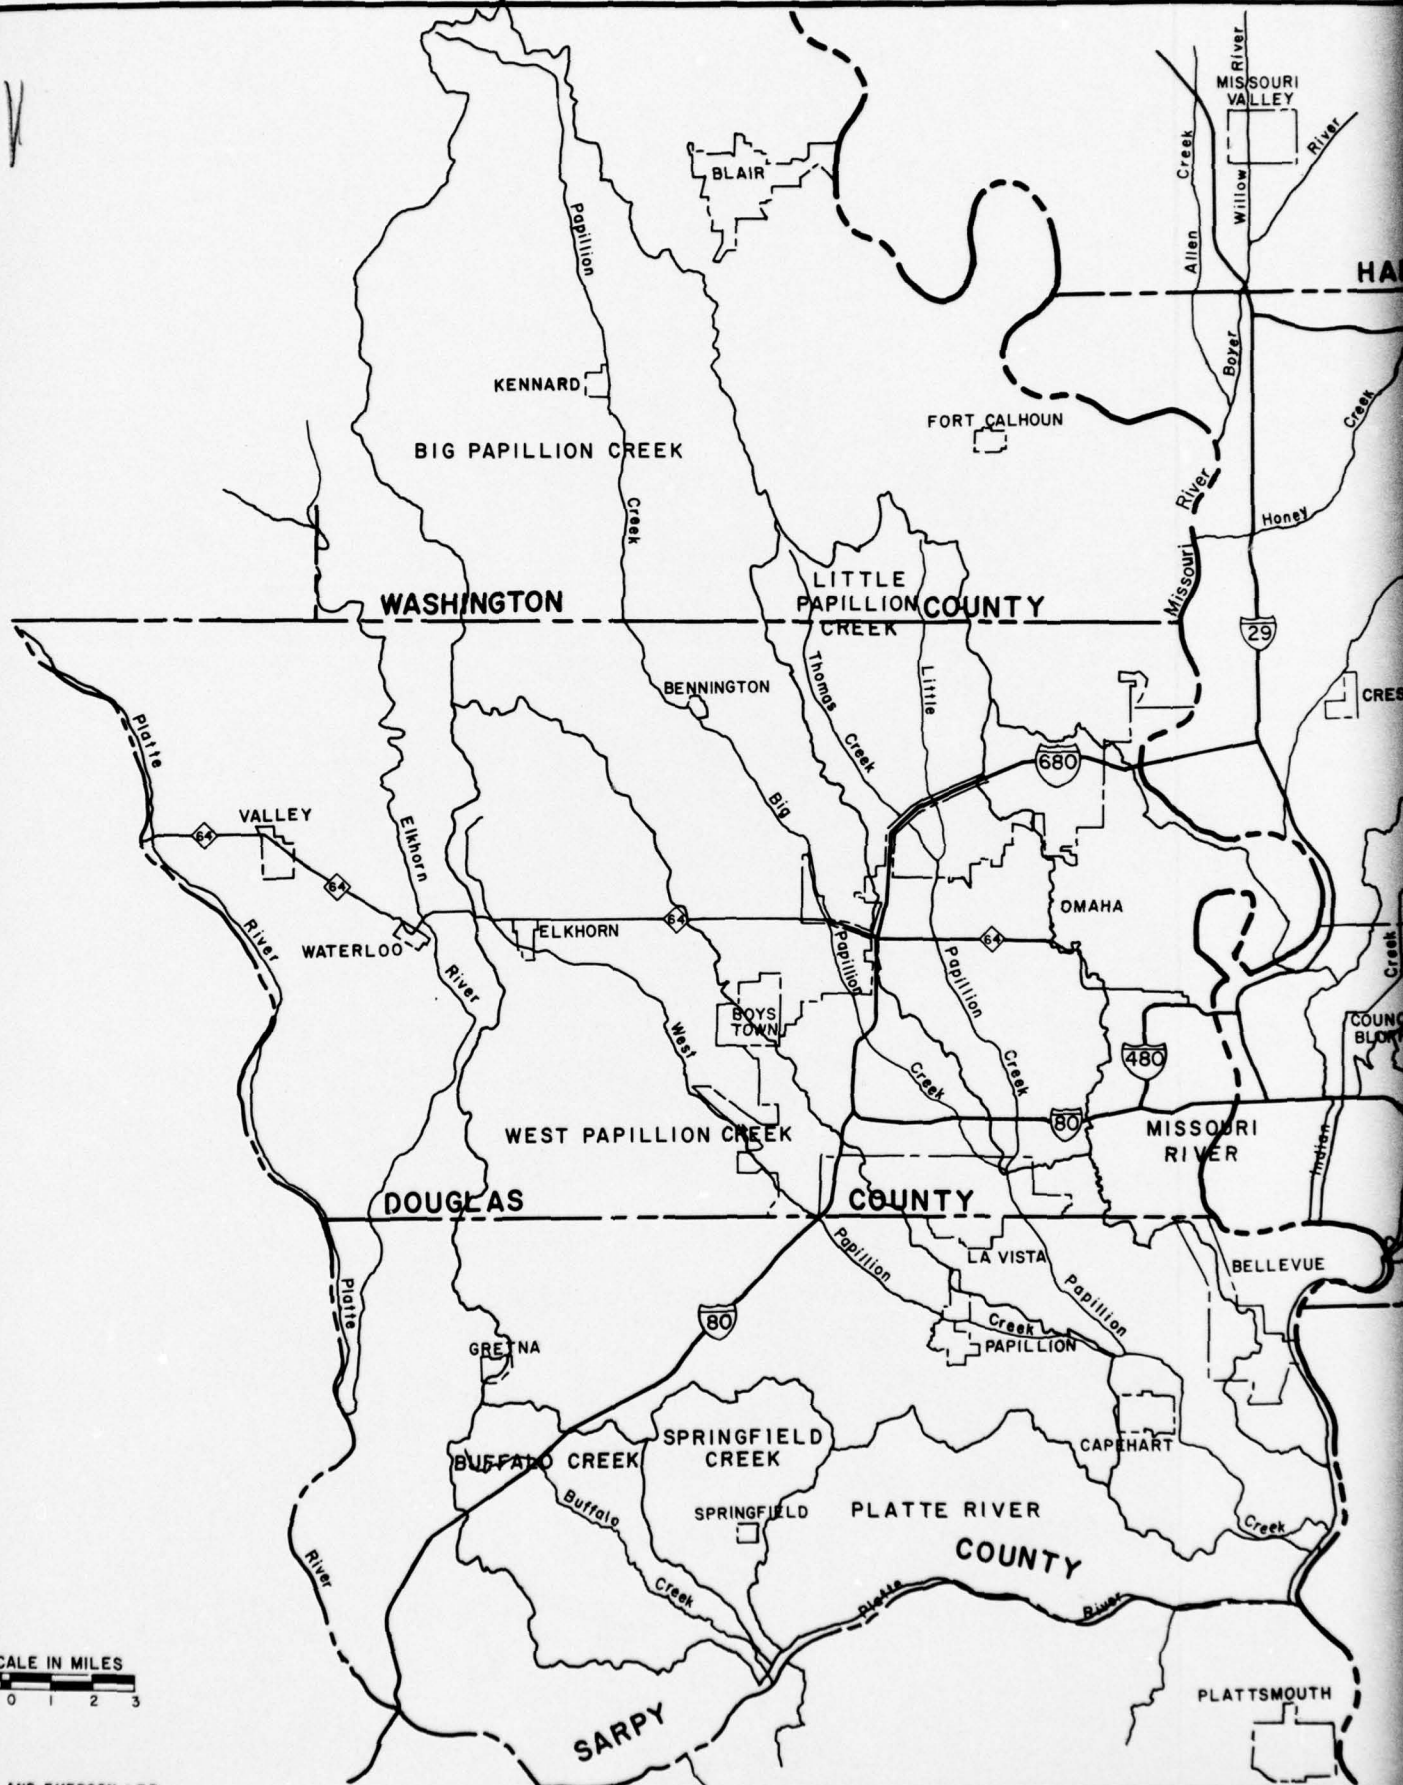 MISSOURI
VALLEY
River
Willow
River
Creek
Allen
BLAIR
Papillion
Boyer
KENNARD
FORT CALHOUN
Creek
BIG PAPILLION CREEK
Creek
River
Missouri
Honey
LITTLE
PAPILLION
CREEK
WASHINGTON COUNTY
29
Thomas
Creek
Little
BENNINGTON
Platte
680
Big
VALLEY
64
64
Elkhorn
OMAHA
64
ELKHORN
64
WATERLOO
River
River
Papillion
Papillion
Creek
BOYS
TOWN
West
480
Creek
Creek
80
WEST PAPILLION CREEK
MISSOURI
RIVER
Indian
DOUGLAS COUNTY
Papillion
LA VISTA
BELLEVUE
Platte
Papillion
80
Creek
GRETNA
PAPILLION
SPRINGFIELD
CREEK
CAPEHART
BUFFALO CREEK
Buffalo
SPRINGFIELD
PLATTE RIVER
Creek
COUNTY
River
Creek
Platte
River
SCALE IN MILES
0 1 2 3
PLATTSMOUTH
SARPY